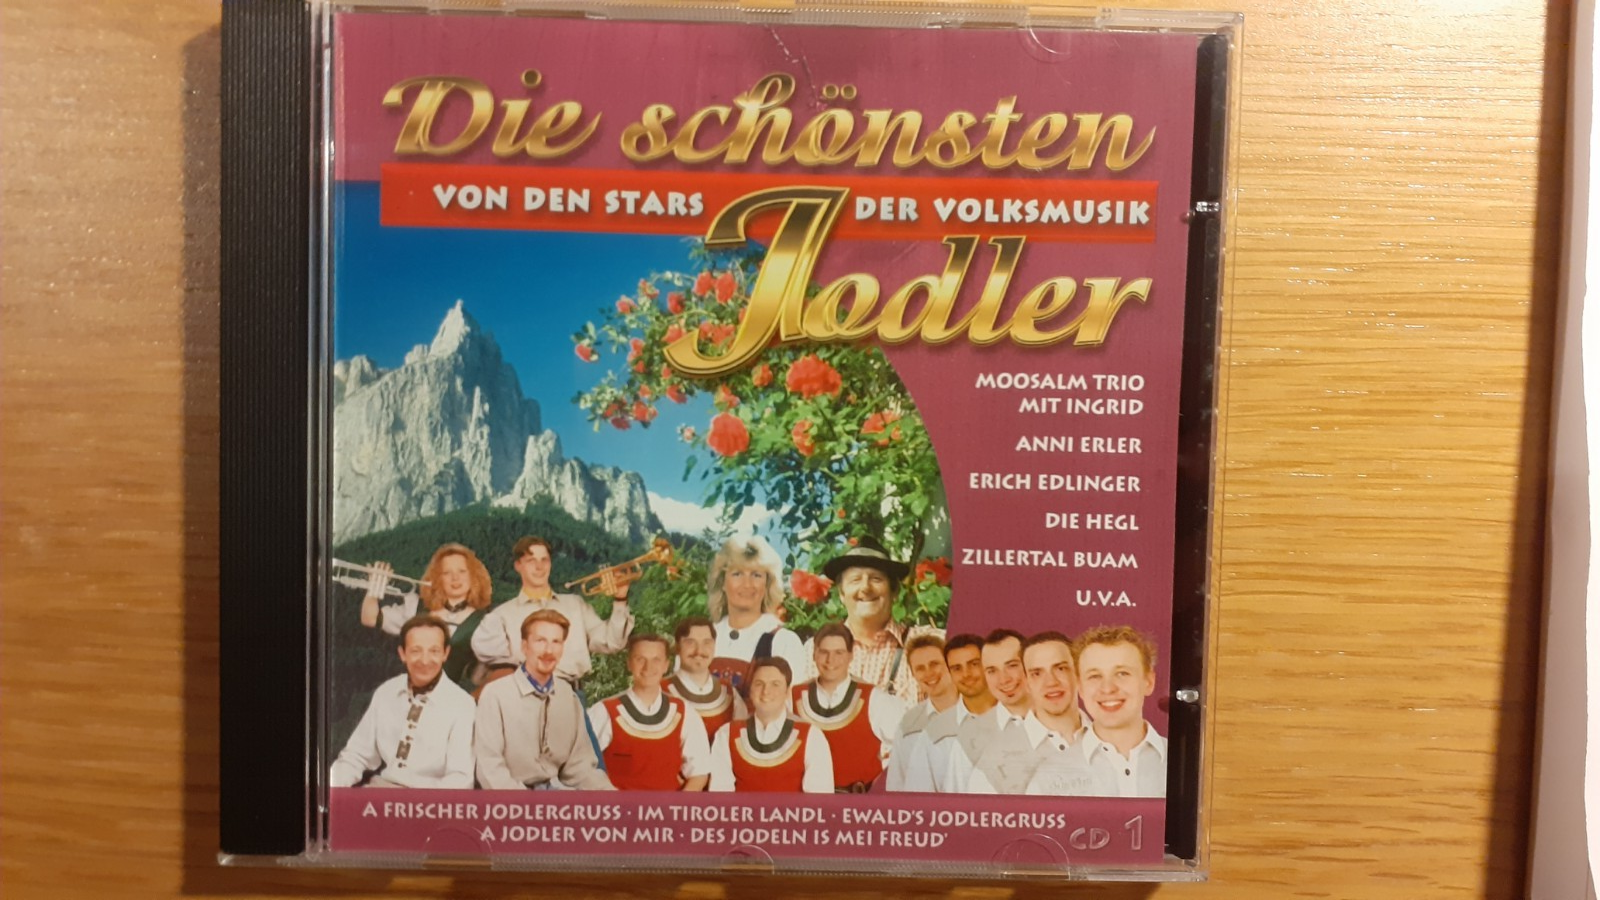 Die schönsten
VON DEN STARS DER VOLKSMUSIK
Jodler
MOOSALM TRIO
MIT INGRID
ANNI ERLER
ERICH EDLINGER
DIE HEGL
ZILLERTAL BUAM
U.V.A.
A FRISCHER JODLERGRUSS · IM TIROLER LANDL · EWALD'S JODLERGRUSS
A JODLER VON MIR · DES JODELN IS MEI FREUD'
CD 1